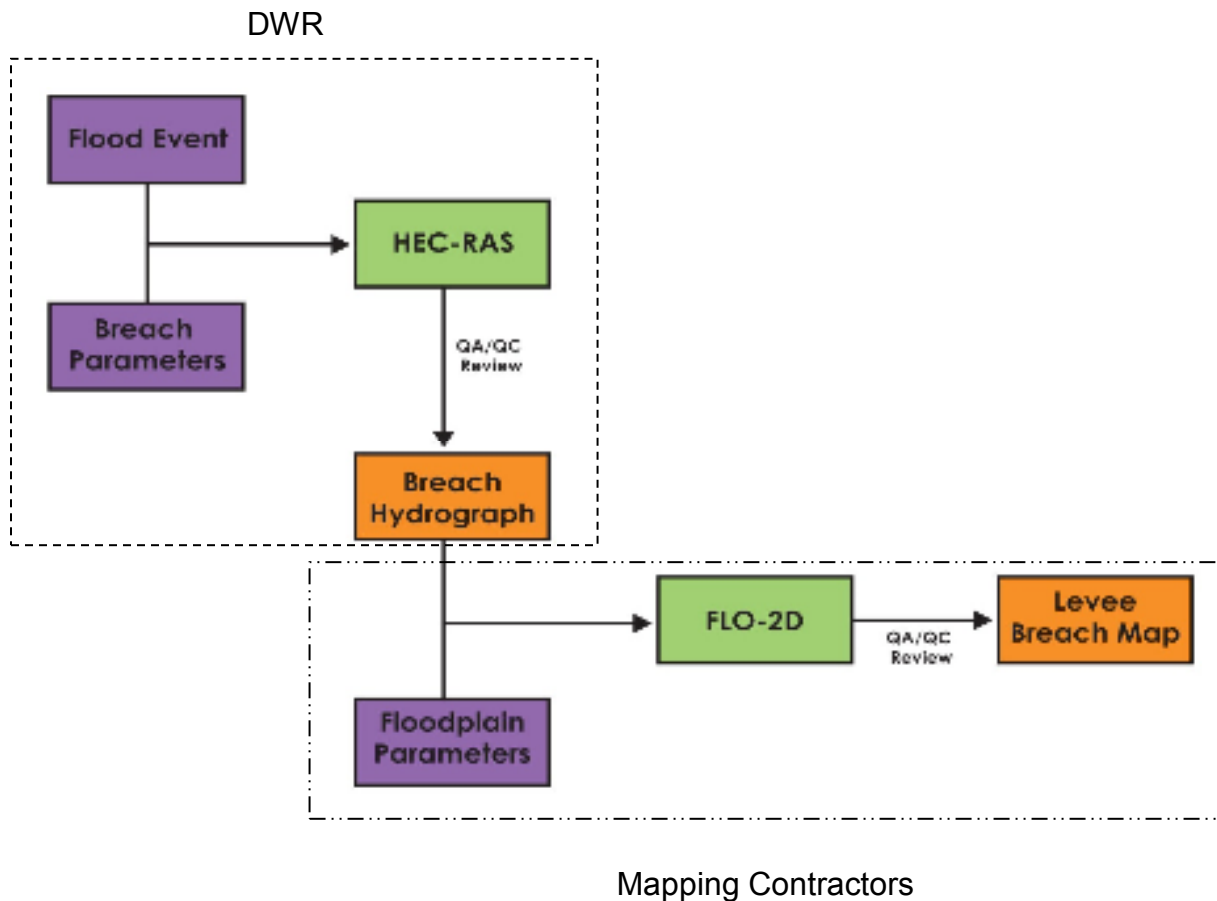 DWR
Flood Event
HEC-RAS
Breach
Parameters
QA/QC
Review
Breach
Hydrograph
FLO-2D
QA/QC
Review
Levee
Breach Map
Floodplain
Parameters
Mapping Contractors